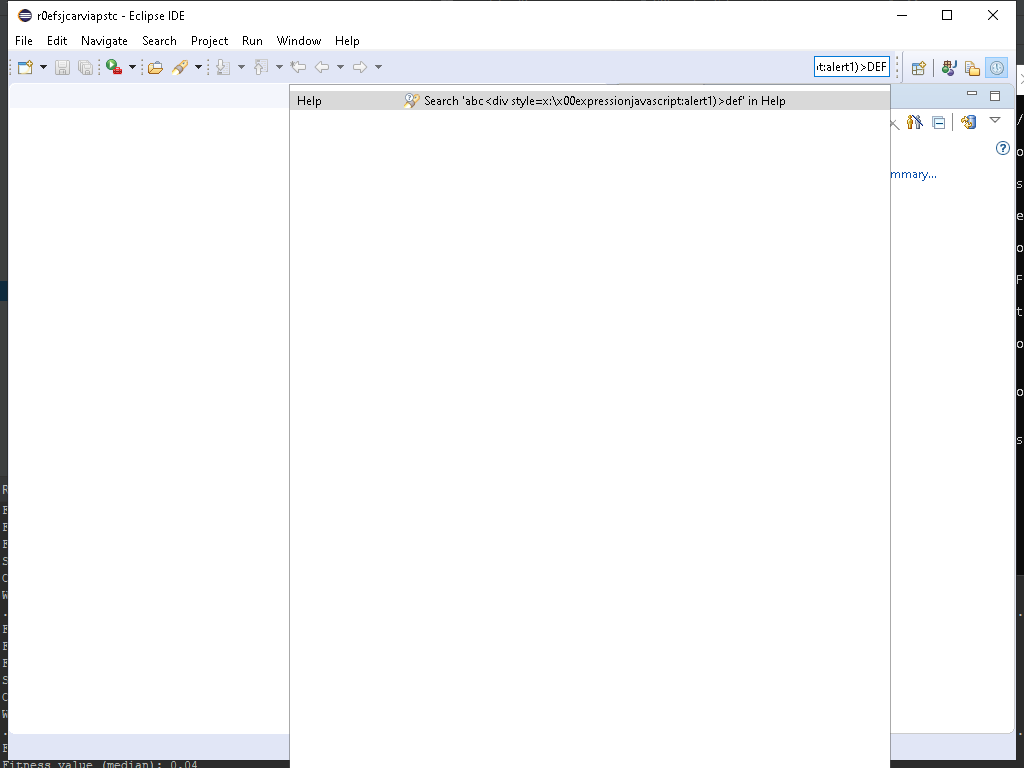 r0efsjcarviapstc - Eclipse IDE
File Edit Navigate Search Project Run Window Help
t:alert1)>DEF
Help Search 'abc<div style=x:\x00expressionjavascript:alert1)>def' in Help
mmary...
Fitness value (median): 0.04